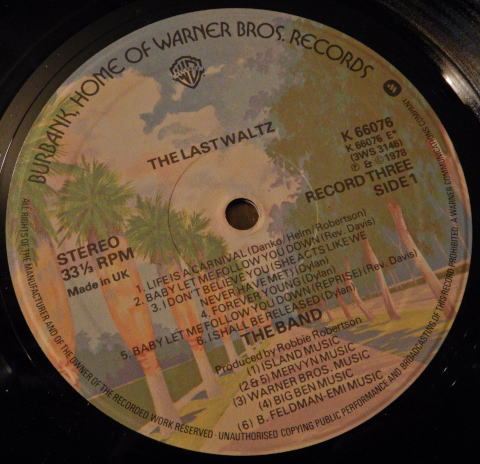 BURBANK, HOME OF WARNER BROS. RECORDS
THE LAST WALTZ
K 66076
K 66076 E*
(3WS 3146)
℗ & © 1978
RECORD THREE
SIDE 1
STEREO
33⅓ RPM
Made in UK
1. LIFE IS A CARNIVAL (Danko/Helm/Robertson)
2. BABY LET ME FOLLOW YOU DOWN (Rev. Davis)
3. I DON'T BELIEVE YOU (SHE ACTS LIKE WE
NEVER HAVE MET) (Dylan)
4. FOREVER YOUNG (Dylan)
5. BABY LET ME FOLLOW YOU DOWN (REPRISE) (Rev. Davis)
6. I SHALL BE RELEASED (Dylan)
THE BAND
Produced by Robbie Robertson
(1) ISLAND MUSIC
(2 & 5) MERVYN MUSIC
(3) WARNER BROS. MUSIC
(4) BIG BEN MUSIC
(6) B. FELDMAN-EMI MUSIC
ALL RIGHTS OF THE MANUFACTURER AND OF THE OWNER OF THE RECORDED WORK RESERVED · UNAUTHORISED COPYING PUBLIC PERFORMANCE AND BROADCASTING OF THIS RECORD PROHIBITED. A WARNER COMMUNICATIONS COMPANY